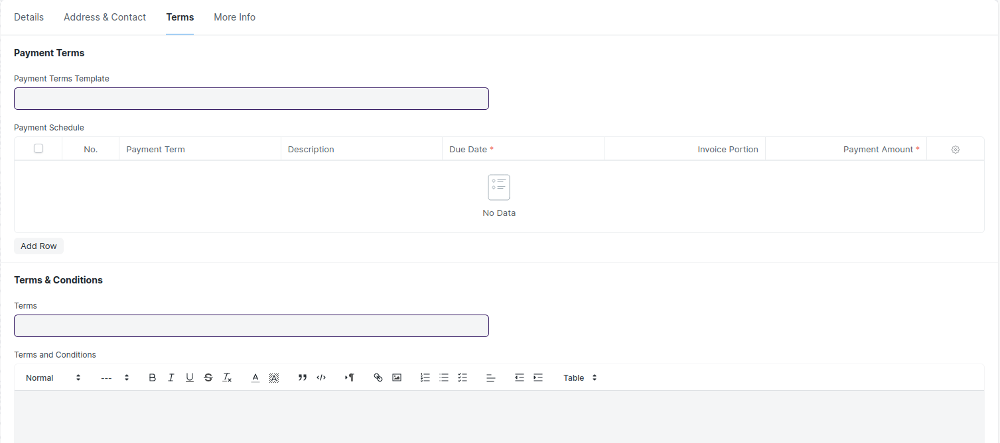 Details Address & Contact Terms More Info
Payment Terms
Payment Terms Template
Payment Schedule
No. Payment Term Description Due Date * Invoice Portion Payment Amount *
No Data
Add Row
Terms & Conditions
Terms
Terms and Conditions
Normal --- Table